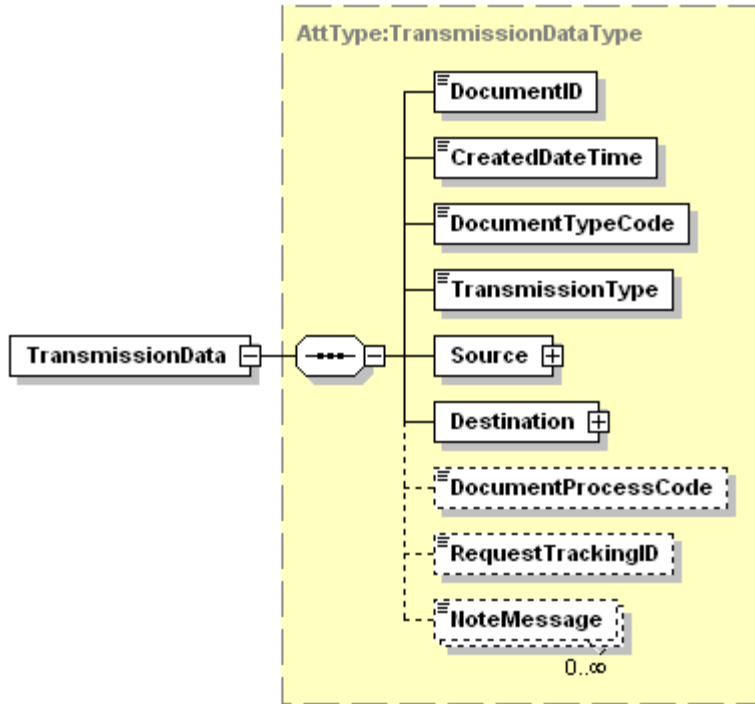 AttType:TransmissionDataType
DocumentID
CreatedDateTime
DocumentTypeCode
TransmissionType
TransmissionData
Source
Destination
DocumentProcessCode
RequestTrackingID
NoteMessage
0..∞